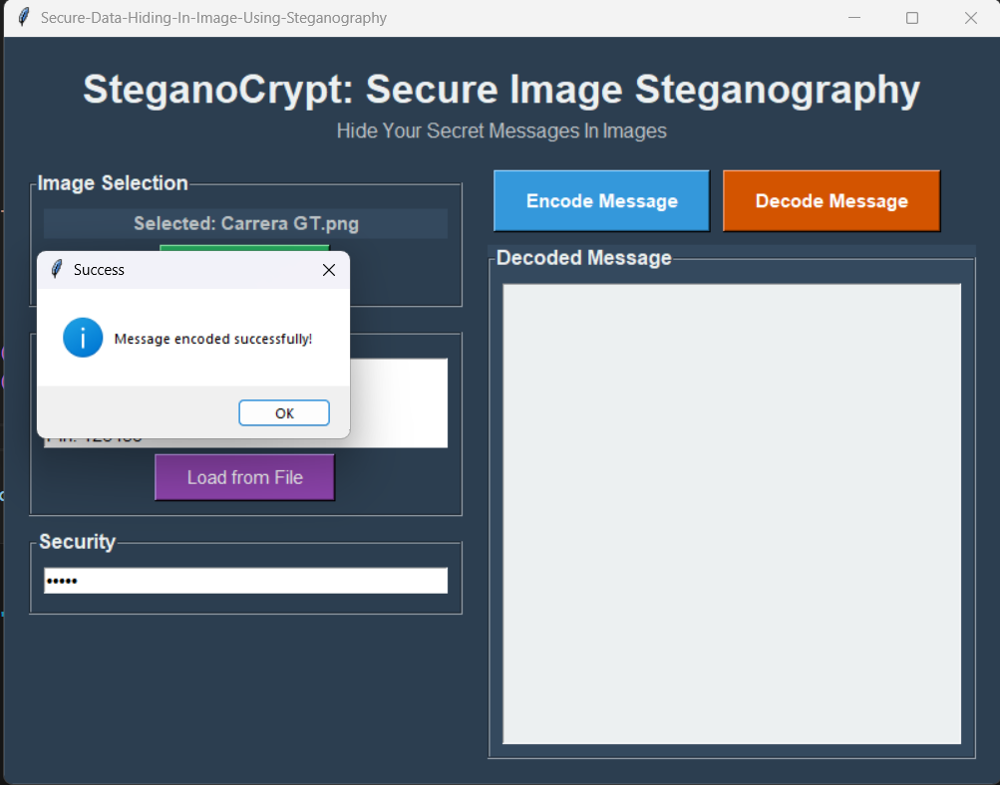 Secure-Data-Hiding-In-Image-Using-Steganography
SteganoCrypt: Secure Image Steganography
Hide Your Secret Messages In Images
Image Selection
Selected: Carrera GT.png
Success
Message encoded successfully!
OK
Load from File
Security
•••••
Encode Message
Decode Message
Decoded Message